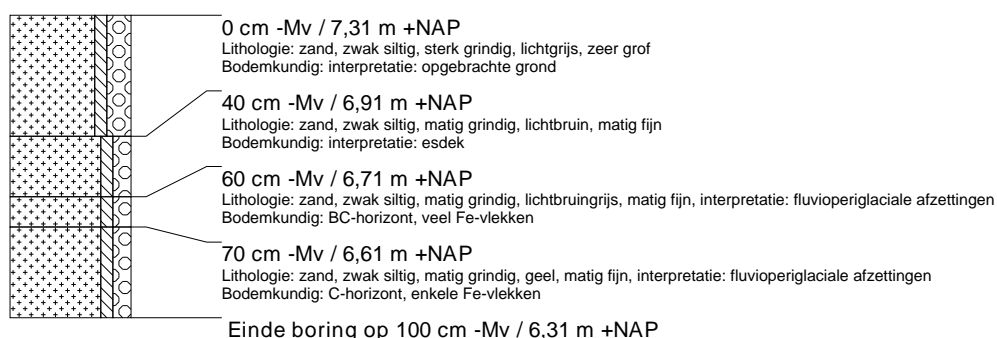 0 cm -Mv / 7,31 m +NAP
Lithologie: zand, zwak siltig, sterk grindig, lichtgrijs, zeer grof
Bodemkundig: interpretatie: opgebrachte grond
40 cm -Mv / 6,91 m +NAP
Lithologie: zand, zwak siltig, matig grindig, lichtbruin, matig fijn
Bodemkundig: interpretatie: esdek
60 cm -Mv / 6,71 m +NAP
Lithologie: zand, zwak siltig, matig grindig, lichtbruingrijs, matig fijn, interpretatie: fluvioperiglaciale afzettingen
Bodemkundig: BC-horizont, veel Fe-vlekken
70 cm -Mv / 6,61 m +NAP
Lithologie: zand, zwak siltig, matig grindig, geel, matig fijn, interpretatie: fluvioperiglaciale afzettingen
Bodemkundig: C-horizont, enkele Fe-vlekken
Einde boring op 100 cm -Mv / 6,31 m +NAP